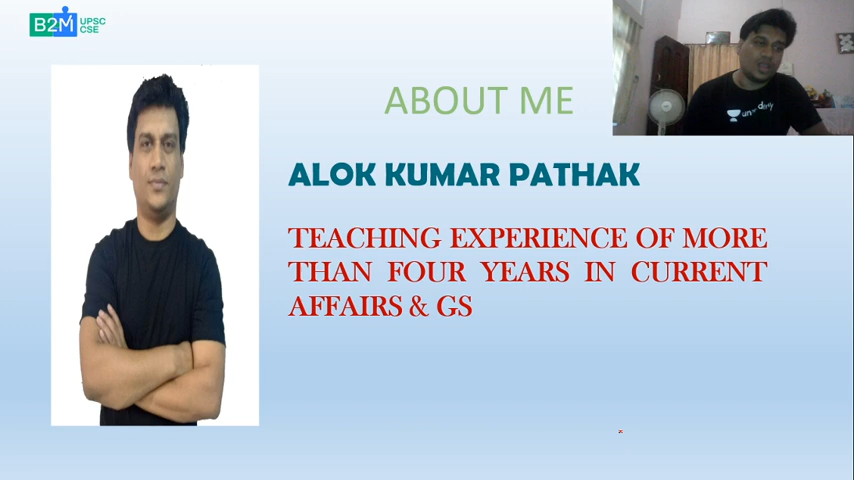 B2M UPSC
CSE
ABOUT ME
ALOK KUMAR PATHAK
TEACHING EXPERIENCE OF MORE
THAN FOUR YEARS IN CURRENT
AFFAIRS & GS